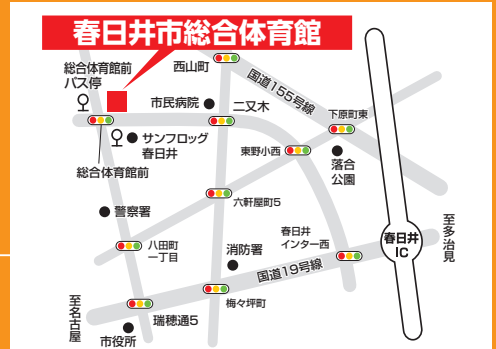 春日井市総合体育館
総合体育館前
バス停
西山町
国道155号線
市民病院
二又木
下原町東
サンフロッグ
春日井
東野小西
落合
公園
総合体育館前
六軒屋町5
警察署
八田町
一丁目
消防署
春日井
インター西
春日井
IC
至多治見
国道19号線
梅々坪町
至名古屋
瑞穂通5
市役所